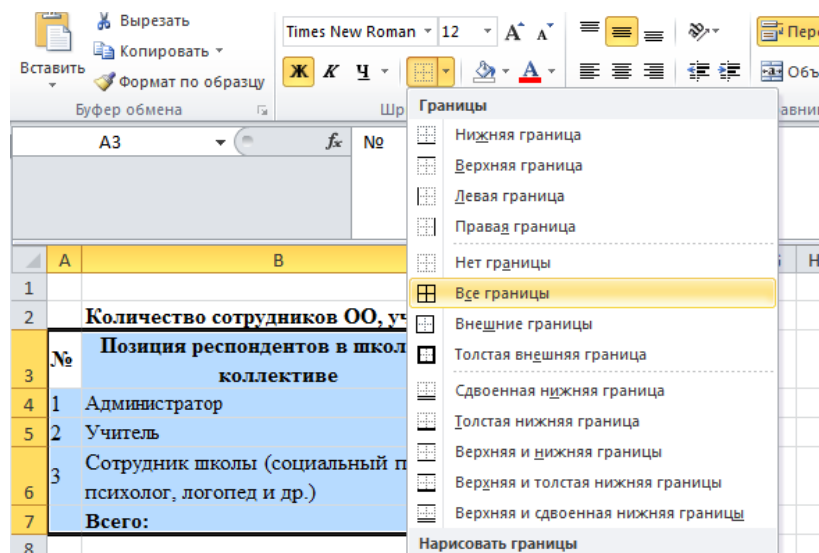 Вырезать
Копировать
Формат по образцу
Вставить
Буфер обмена
Times New Roman 12 А А
Ж К Ч А
Шр
Границы
Нижняя граница
Верхняя граница
Левая граница
Правая граница
Нет границы
Все границы
Внешние границы
Толстая внешняя граница
Сдвоенная нижняя граница
Толстая нижняя граница
Верхняя и нижняя границы
Верхняя и толстая нижняя границы
Верхняя и сдвоенная нижняя границы
Нарисовать границы
A3 fx №
A B H
1
2 Количество сотрудников ОО, уч
3 № Позиция респондентов в школ
коллективе
4 1 Администратор
5 2 Учитель
6 3 Сотрудник школы (социальный п
психолог, логопед и др.)
7 Всего:
8